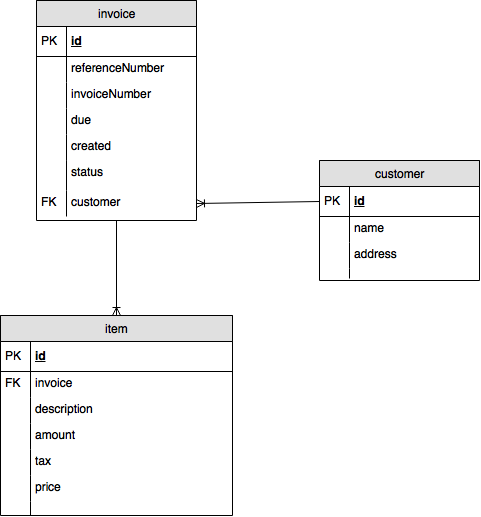 invoice
PK id
referenceNumber
invoiceNumber
due
created
status
FK customer
customer
PK id
name
address
item
PK id
FK invoice
description
amount
tax
price